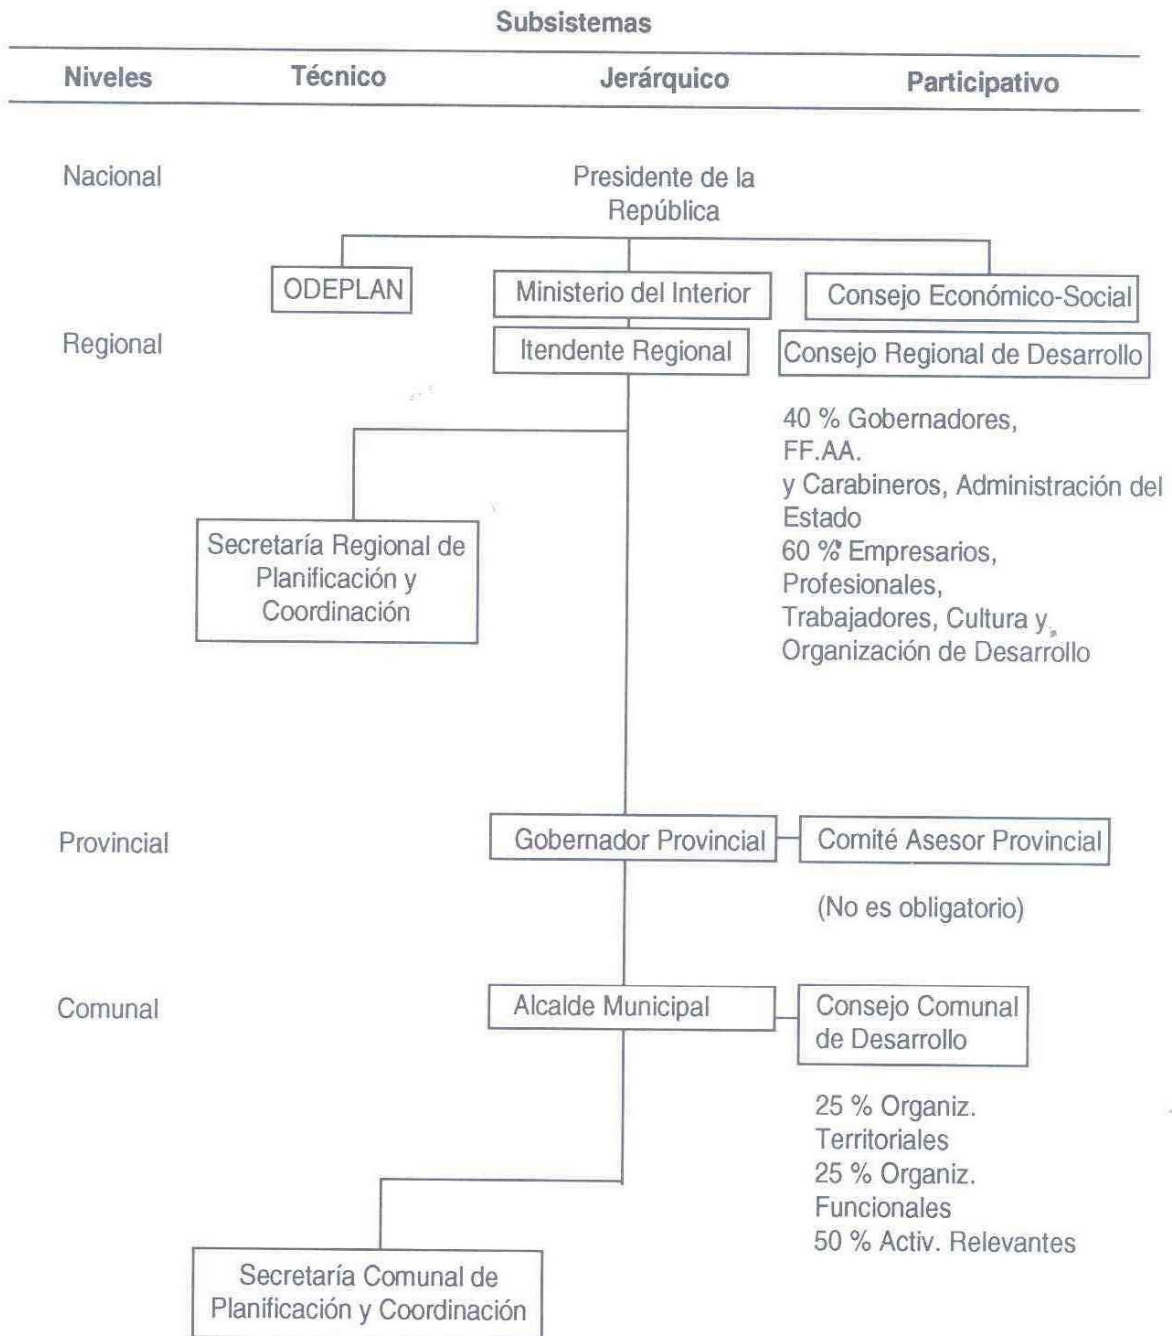 Subsistemas
Niveles Técnico Jerárquico Participativo
Nacional
Presidente de la
República
ODEPLAN
Ministerio del Interior
Consejo Económico-Social
Regional
Itendente Regional
Consejo Regional de Desarrollo
40 % Gobernadores,
FF.AA.
y Carabineros, Administración del
Estado
60 % Empresarios,
Profesionales,
Trabajadores, Cultura y
Organización de Desarrollo
Secretaría Regional de
Planificación y
Coordinación
Provincial
Gobernador Provincial
Comité Asesor Provincial
(No es obligatorio)
Comunal
Alcalde Municipal
Consejo Comunal
de Desarrollo
25 % Organiz.
Territoriales
25 % Organiz.
Funcionales
50 % Activ. Relevantes
Secretaría Comunal de
Planificación y Coordinación